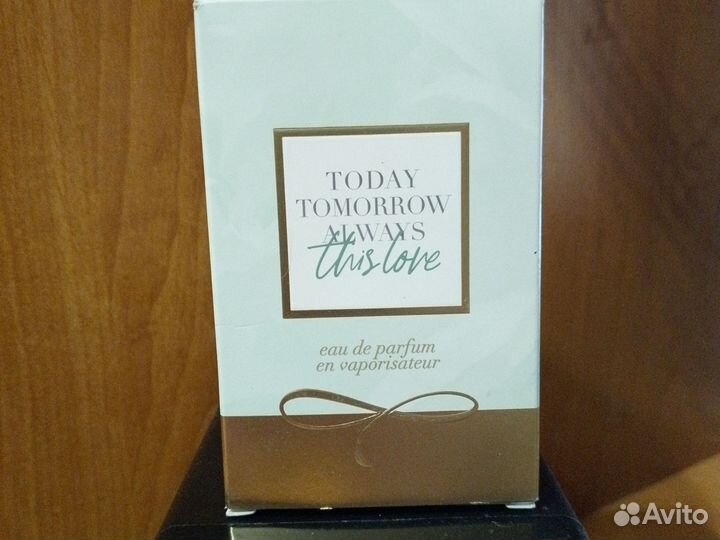 TODAY
TOMORROW
ALWAYS
this love
eau de parfum
en vaporisateur
Avito